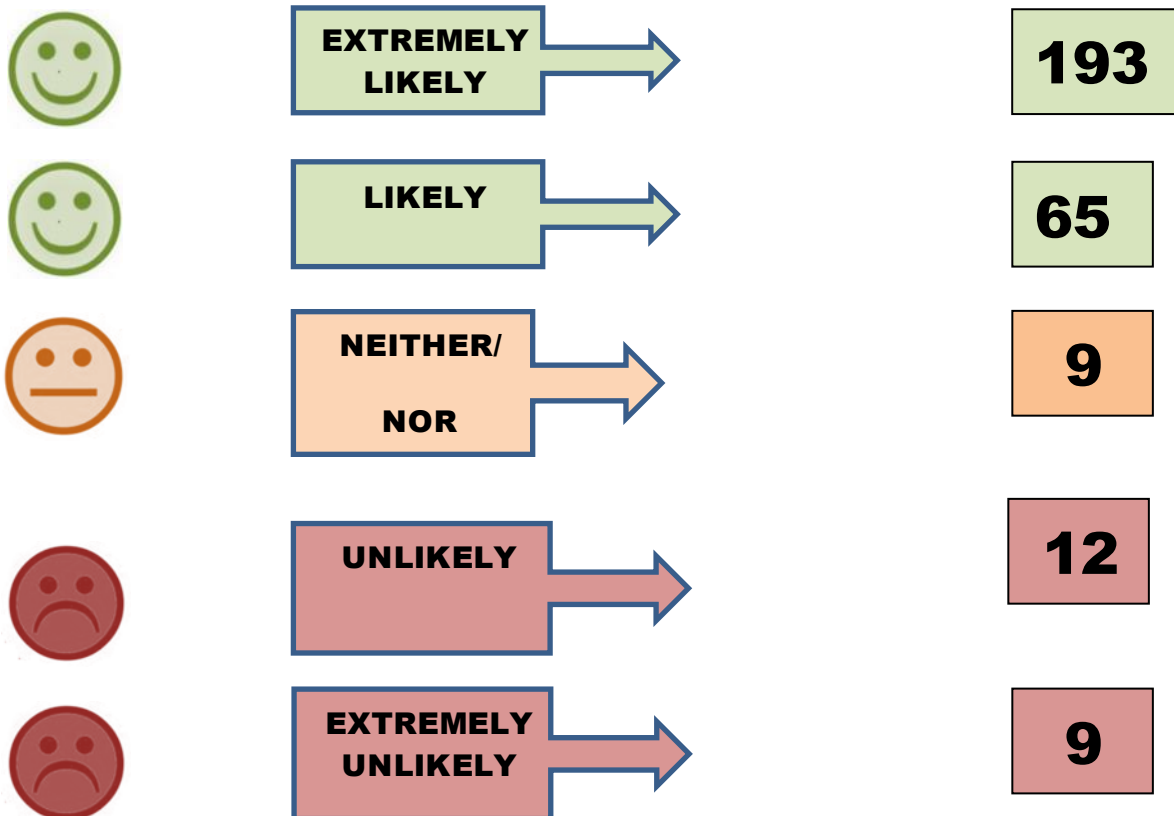 EXTREMELY
LIKELY
193
LIKELY
65
NEITHER/
NOR
9
UNLIKELY
12
EXTREMELY
UNLIKELY
9